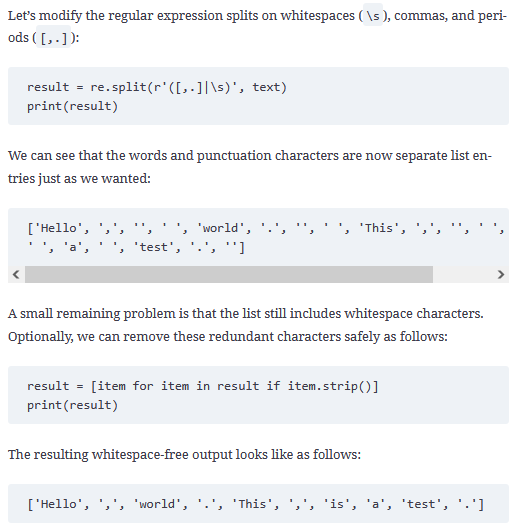 Let's modify the regular expression splits on whitespaces (\s), commas, and peri-
ods ([,.]):
result = re.split(r'([,.]|\s)', text)
print(result)
We can see that the words and punctuation characters are now separate list en-
tries just as we wanted:
['Hello', ',', '', ' ', 'world', '.', '', ' ', 'This', ',', '', ' ',
' ', 'a', ' ', 'test', '.', '']
A small remaining problem is that the list still includes whitespace characters.
Optionally, we can remove these redundant characters safely as follows:
result = [item for item in result if item.strip()]
print(result)
The resulting whitespace-free output looks like as follows:
['Hello', ',', 'world', '.', 'This', ',', 'is', 'a', 'test', '.']